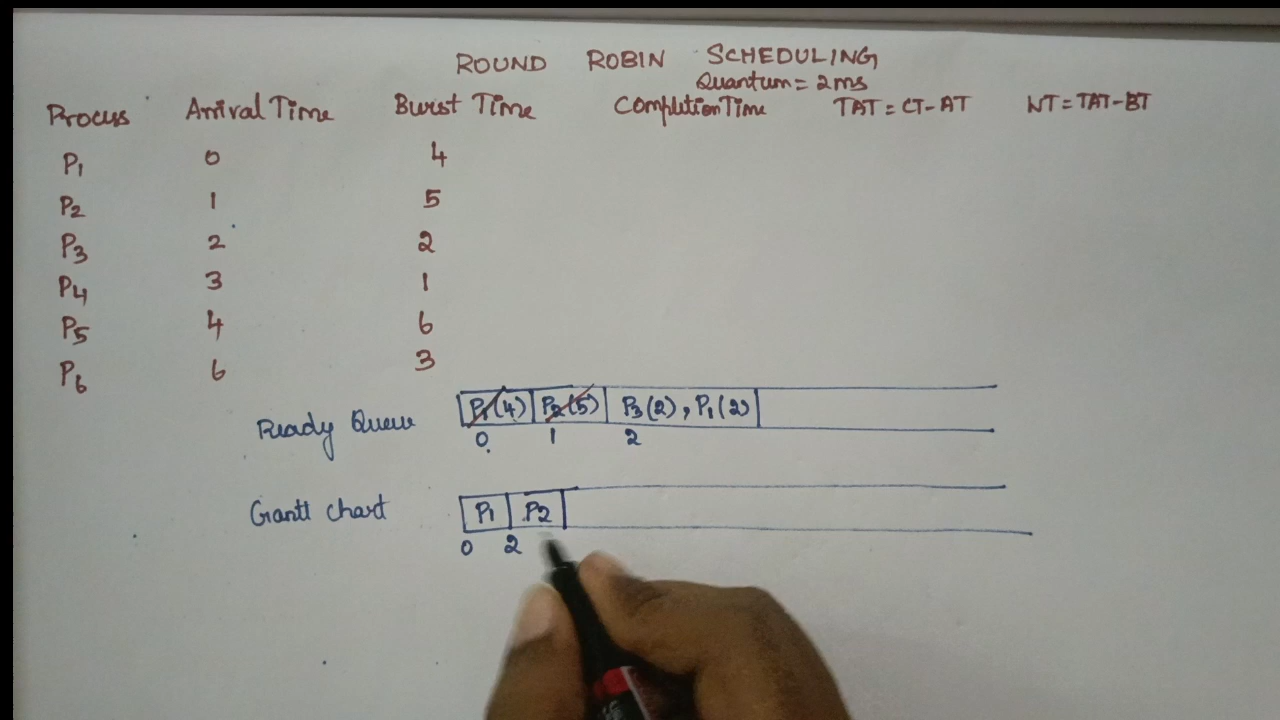 ROUND ROBIN SCHEDULING
Quantum = 2ms
Process Arrival Time Burst Time Completion Time TAT = CT - AT WT = TAT - BT
P1 0 4
P2 1 5
P3 2 2
P4 3 1
P5 4 6
P6 6 3
Ready Queue P1(4) P2(5) P3(2), P1(2)
0 1 2
Gantt chart P1 P2
0 2